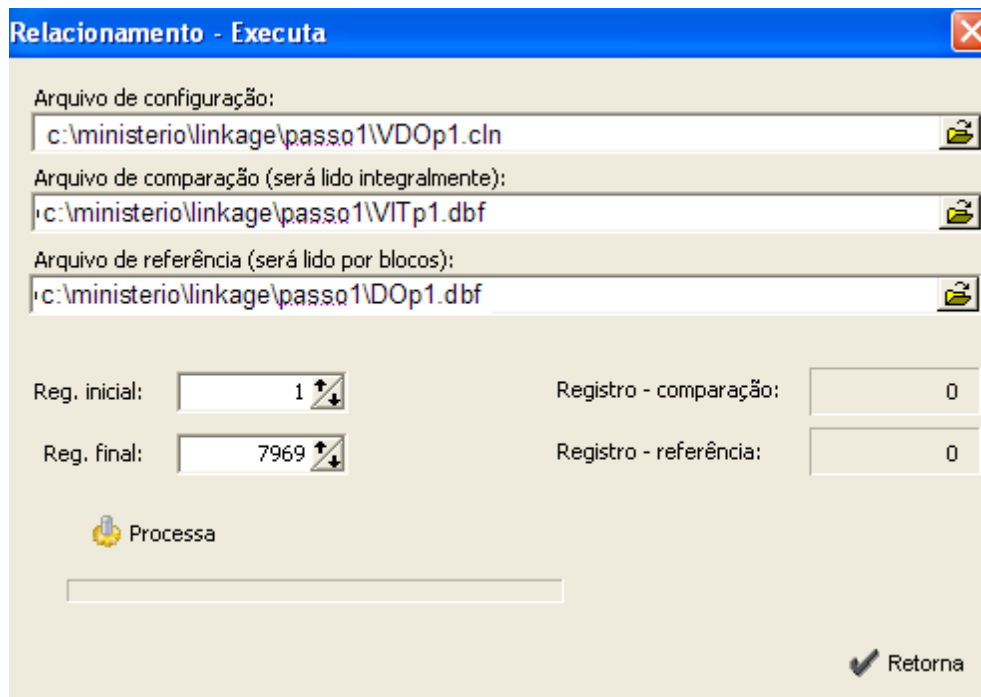 Relacionamento - Executa
Arquivo de configuração:
c:\ministerio\linkage\passo1\VDOp1.cln
Arquivo de comparação (será lido integralmente):
c:\ministerio\linkage\passo1\VITp1.dbf
Arquivo de referência (será lido por blocos):
c:\ministerio\linkage\passo1\DOp1.dbf
Reg. inicial: 1 Registro - comparação: 0
Reg. final: 7969 Registro - referência: 0
Processa
Retorna